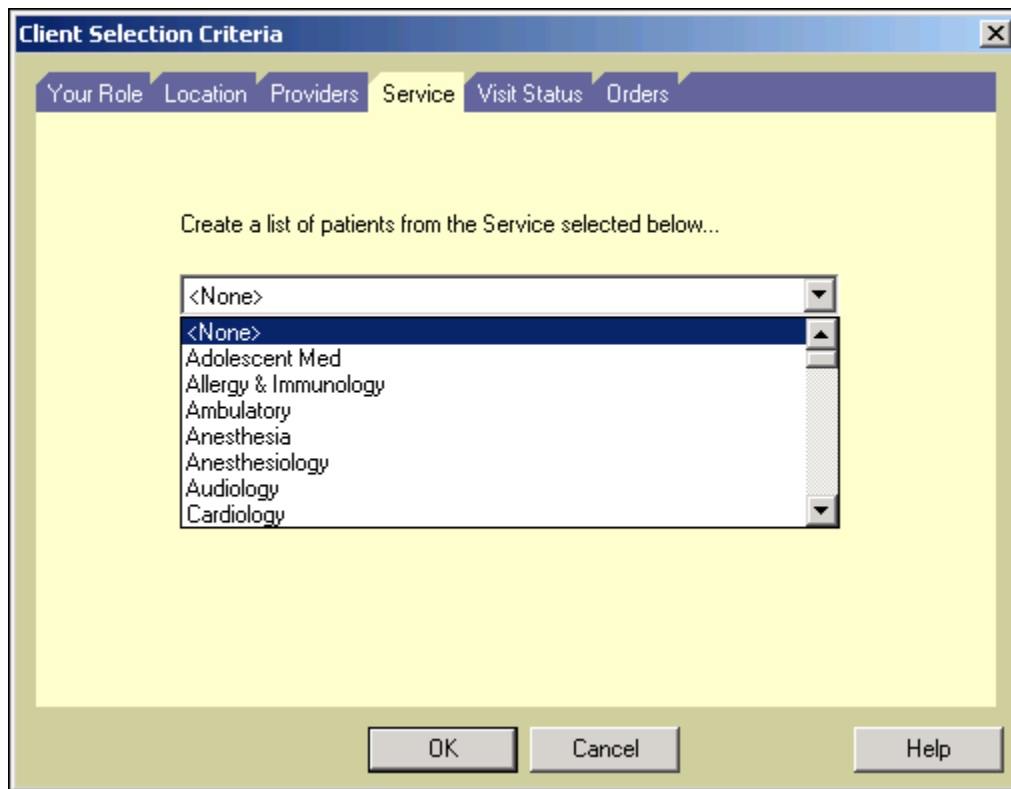 Client Selection Criteria
Your Role Location Providers Service Visit Status Orders
Create a list of patients from the Service selected below...
<None>
<None>
Adolescent Med
Allergy & Immunology
Ambulatory
Anesthesia
Anesthesiology
Audiology
Cardiology
OK Cancel Help